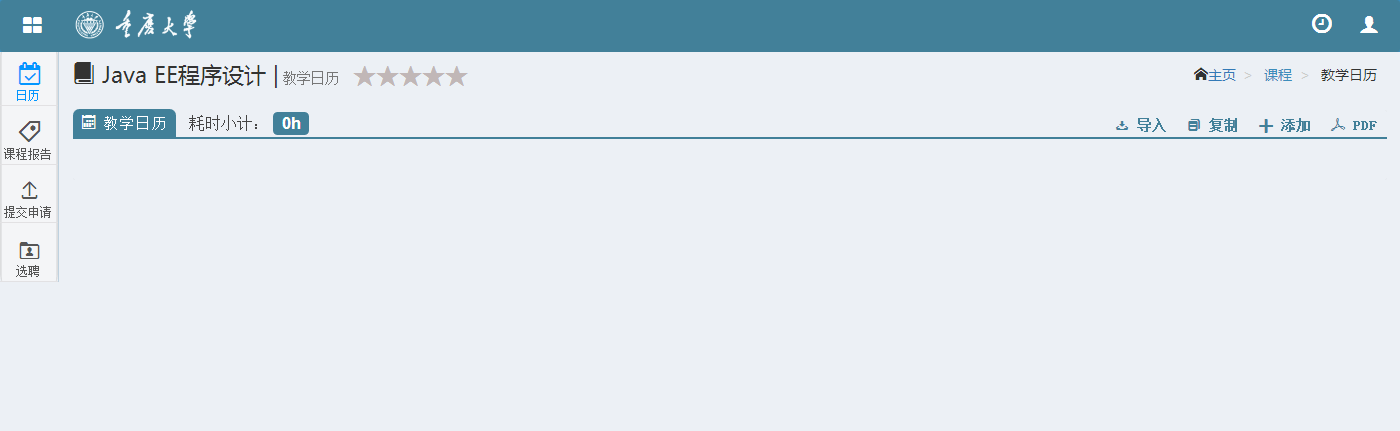 重庆大学
日历
课程报告
提交申请
选聘
Java EE程序设计 | 教学日历
主页 > 课程 > 教学日历
教学日历 耗时小计： 0h
导入 复制 添加 PDF